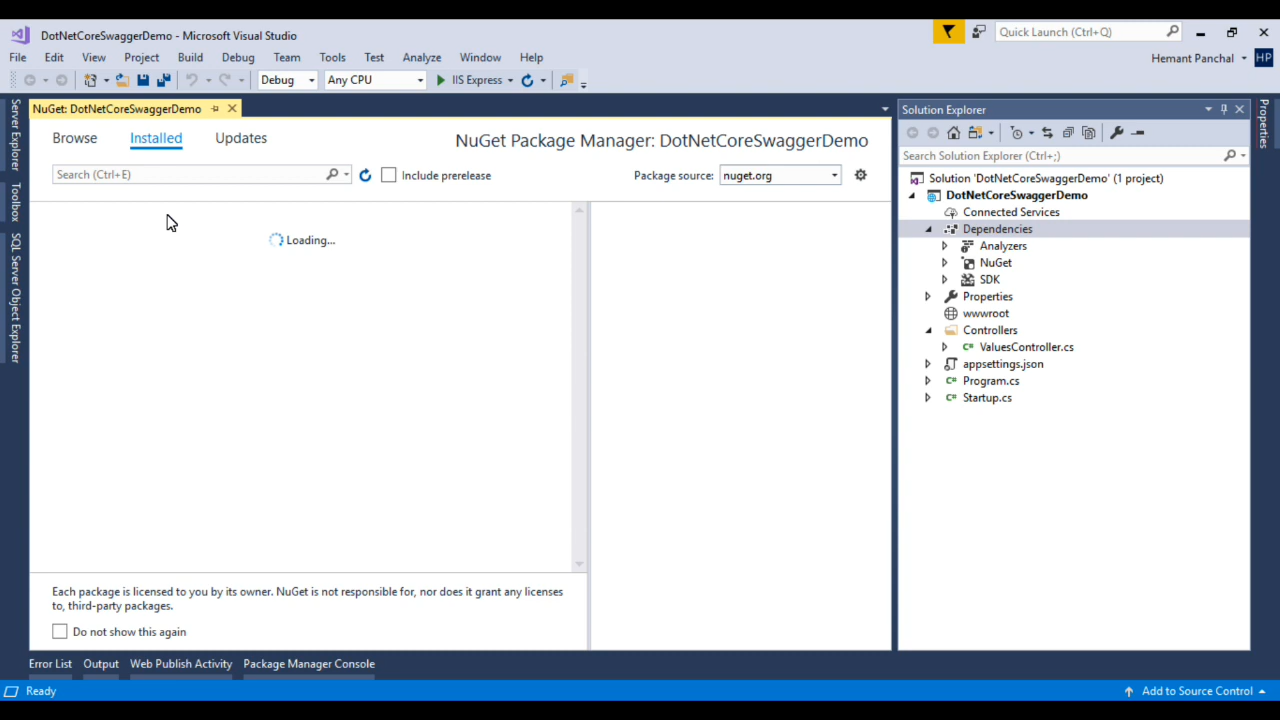 DotNetCoreSwaggerDemo - Microsoft Visual Studio
Quick Launch (Ctrl+Q)
File Edit View Project Build Debug Team Tools Test Analyze Window Help
Hemant Panchal HP
Debug Any CPU IIS Express
Server Explorer
Toolbox
SQL Server Object Explorer
NuGet: DotNetCoreSwaggerDemo
Browse Installed Updates
NuGet Package Manager: DotNetCoreSwaggerDemo
Search (Ctrl+E)
Include prerelease
Package source: nuget.org
Loading...
Each package is licensed to you by its owner. NuGet is not responsible for, nor does it grant any licenses
to, third-party packages.
Do not show this again
Solution Explorer
Search Solution Explorer (Ctrl+;)
Solution 'DotNetCoreSwaggerDemo' (1 project)
DotNetCoreSwaggerDemo
Connected Services
Dependencies
Analyzers
NuGet
SDK
Properties
wwwroot
Controllers
C# ValuesController.cs
appsettings.json
C# Program.cs
C# Startup.cs
Properties
Error List Output Web Publish Activity Package Manager Console
Ready
Add to Source Control